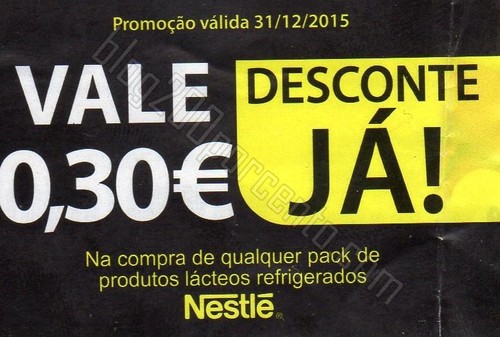 Promoção válida 31/12/2015
VALE
0,30€
DESCONTE
JÁ!
Na compra de qualquer pack de
produtos lácteos refrigerados
Nestlé